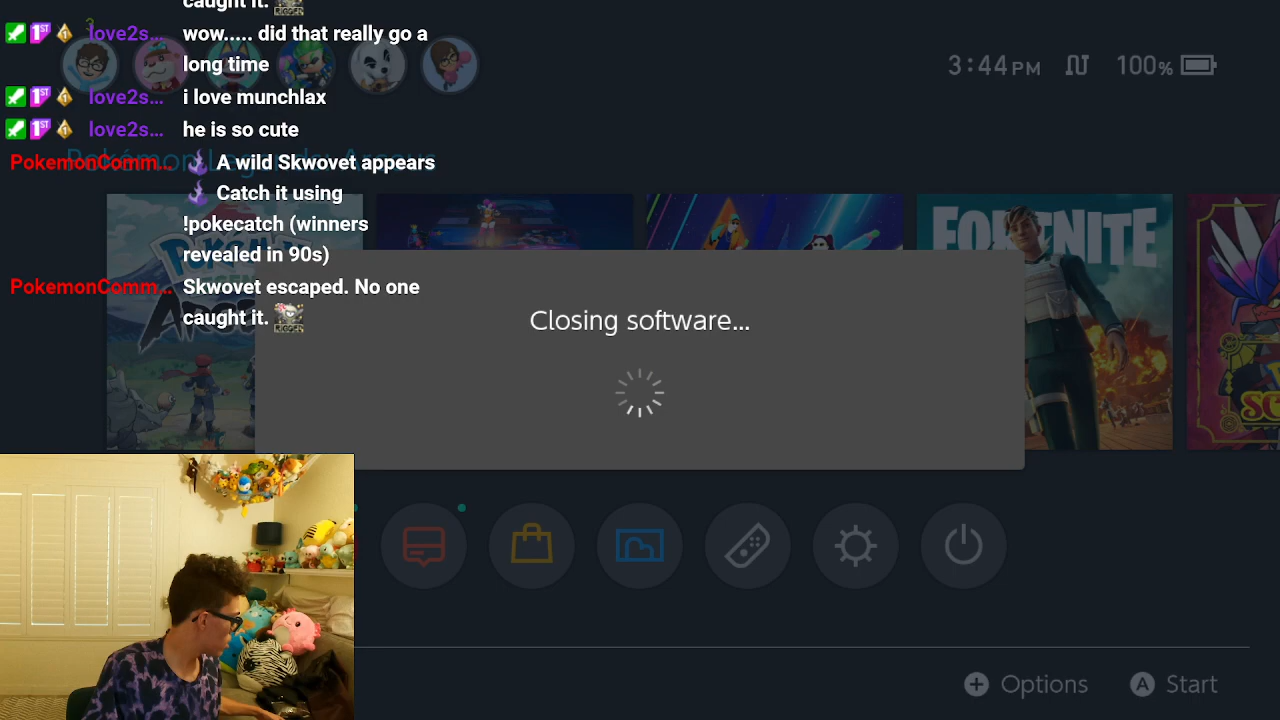 caught it.
love2s... wow..... did that really go a
long time
love2s... i love munchlax
love2s... he is so cute
PokemonComm... A wild Skwovet appears
Catch it using
!pokecatch (winners
revealed in 90s)
PokemonComm... Skwovet escaped. No one
caught it.
3
3:44PM 100%
FORTNITE
Closing software...
+ Options A Start